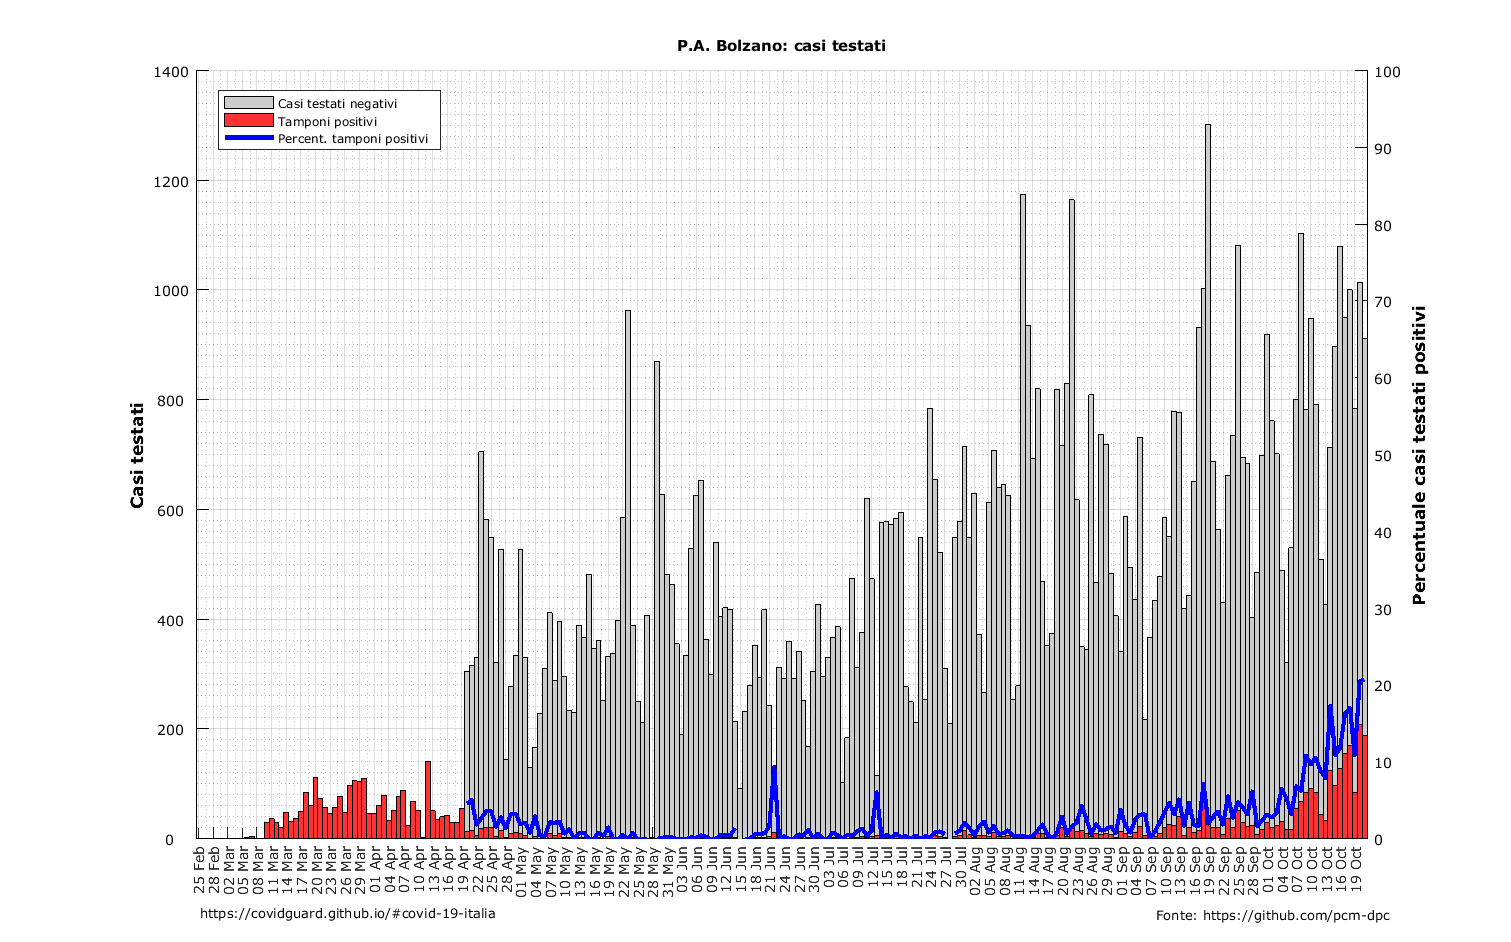 P.A. Bolzano: casi testati
1400
1200
1000
800
600
400
200
0
Casi testati
Casi testati negativi
Tamponi positivi
Percent. tamponi positivi
100
90
80
70
60
50
40
30
20
10
0
Percentuale casi testati positivi
25 Feb
28 Feb
02 Mar
05 Mar
08 Mar
11 Mar
14 Mar
17 Mar
20 Mar
23 Mar
26 Mar
29 Mar
01 Apr
04 Apr
07 Apr
10 Apr
13 Apr
16 Apr
19 Apr
22 Apr
25 Apr
28 Apr
01 May
04 May
07 May
10 May
13 May
16 May
19 May
22 May
25 May
28 May
31 May
03 Jun
06 Jun
09 Jun
12 Jun
15 Jun
18 Jun
21 Jun
24 Jun
27 Jun
30 Jun
03 Jul
06 Jul
09 Jul
12 Jul
15 Jul
18 Jul
21 Jul
24 Jul
27 Jul
30 Jul
02 Aug
05 Aug
08 Aug
11 Aug
14 Aug
17 Aug
20 Aug
23 Aug
26 Aug
29 Aug
01 Sep
04 Sep
07 Sep
10 Sep
13 Sep
16 Sep
19 Sep
22 Sep
25 Sep
28 Sep
01 Oct
04 Oct
07 Oct
10 Oct
13 Oct
16 Oct
19 Oct
https://covidguard.github.io/#covid-19-italia
Fonte: https://github.com/pcm-dpc